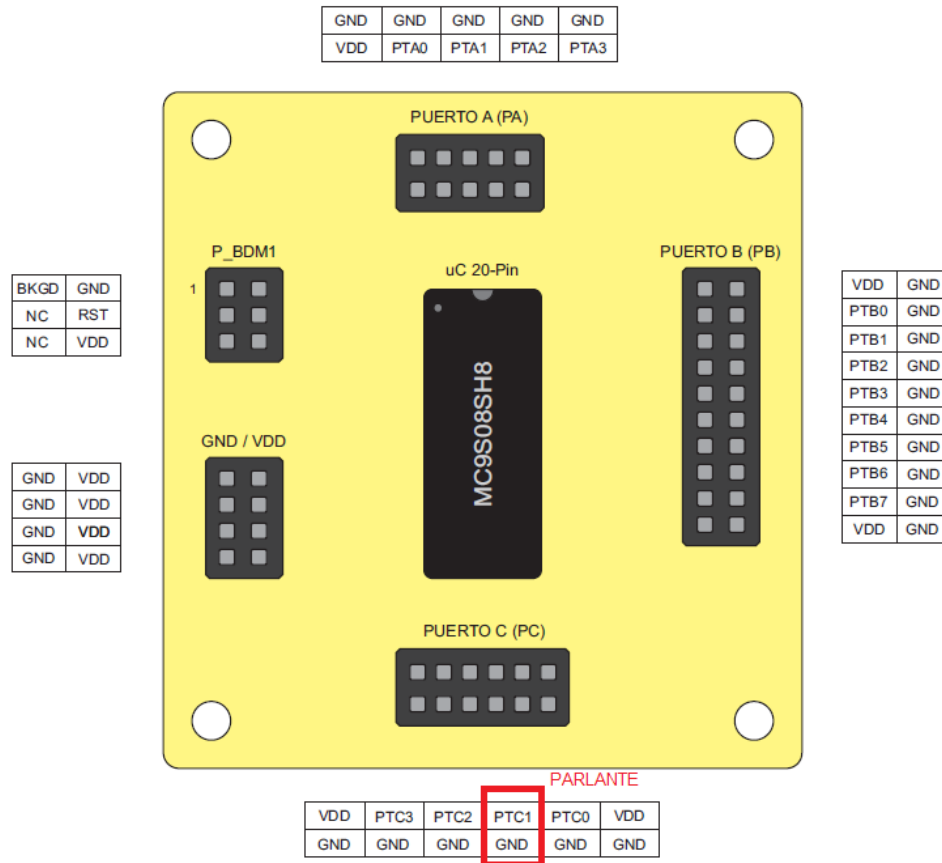 GND GND GND GND GND
VDD PTA0 PTA1 PTA2 PTA3
PUERTO A (PA)
P_BDM1
1
BKGD GND
NC RST
NC VDD
uC 20-Pin
MC9S08SH8
PUERTO B (PB)
VDD GND
PTB0 GND
PTB1 GND
PTB2 GND
PTB3 GND
PTB4 GND
PTB5 GND
PTB6 GND
PTB7 GND
VDD GND
GND / VDD
GND VDD
GND VDD
GND VDD
GND VDD
PUERTO C (PC)
PARLANTE
VDD PTC3 PTC2 PTC1 PTC0 VDD
GND GND GND GND GND GND